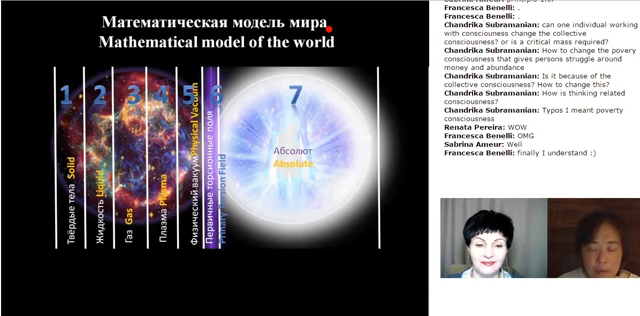 Математическая модель мира
Mathematical model of the world
1 2 3 4 5 6 7
Твёрдые тела Solid
Жидкость Liquid
Газ Gas
Плазма Plasma
Физический вакуум Physical Vacuum
Первичные торсионные поля
Primary Torsion Field
Абсолют
Absolute
Francesca Benelli: .
Francesca Benelli: .
Chandrika Subramanian: can one individual working
with consciouness change the collective
consciousness? or is a critical mass required?
Chandrika Subramanian: How to change the povery
consciousness that gives persons struggle around
money and abundance
Chandrika Subramanian: Is it because of the
collective consciousness? How to change this?
Chandrika Subramanian: How is thinking related
consciousness?
Chandrika Subramanian: Typos I meant poverty
consciousness
Renata Pereira: WOW
Francesca Benelli: OMG
Sabrina Ameur: Well
Francesca Benelli: finally I understand :)